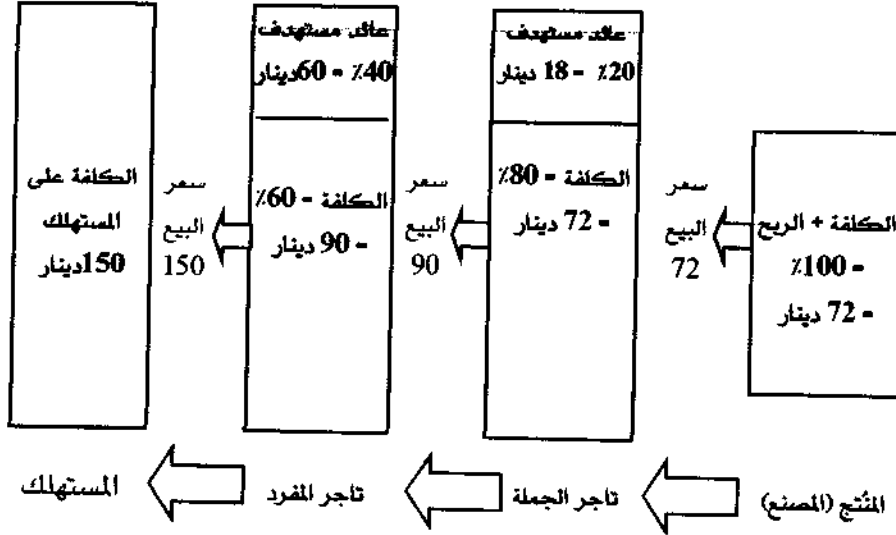 الكلفة + الربح
= 100٪
= 72 دينار
سعر
البيع
72
عائد مستهدف
20٪ = 18 دينار
الكلفة = 80٪
= 72 دينار
سعر
البيع
90
عائد مستهدف
40٪ = 60دينار
الكلفة = 60٪
= 90 دينار
سعر
البيع
150
الكلفة على
المستهلك
150دينار
المنُتج (المصنع)
تاجر الجملة
تاجر المفرد
المستهلك